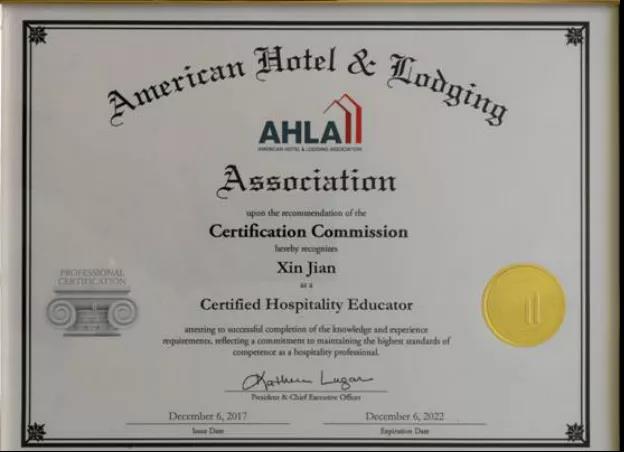 American Hotel & Lodging
AHLA
AMERICAN HOTEL & LODGING ASSOCIATION
Association
upon the recommendation of the
Certification Commission
hereby recognizes
Xin Jian
as a
Certified Hospitality Educator
PROFESSIONAL
CERTIFICATION
attesting to successful completion of the knowledge and experience
requirements, reflecting a commitment to maintaining the highest standards of
competence as a hospitality professional.
Katherine Lugar
President & Chief Executive Officer
December 6, 2017
Issue Date
December 6, 2022
Expiration Date